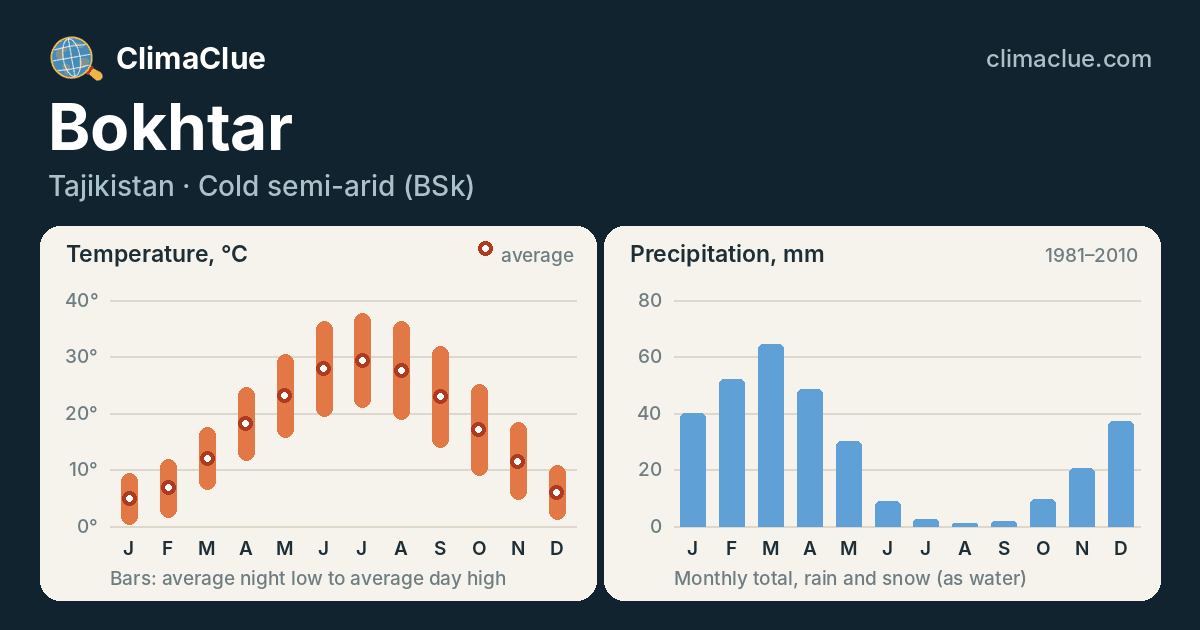 ClimaClue
climaclue.com
Bokhtar
Tajikistan · Cold semi-arid (BSk)
Temperature, °C
average
40°
30°
20°
10°
0°
J F M A M J J A S O N D
Bars: average night low to average day high
Precipitation, mm
1981–2010
80
60
40
20
0
J F M A M J J A S O N D
Monthly total, rain and snow (as water)